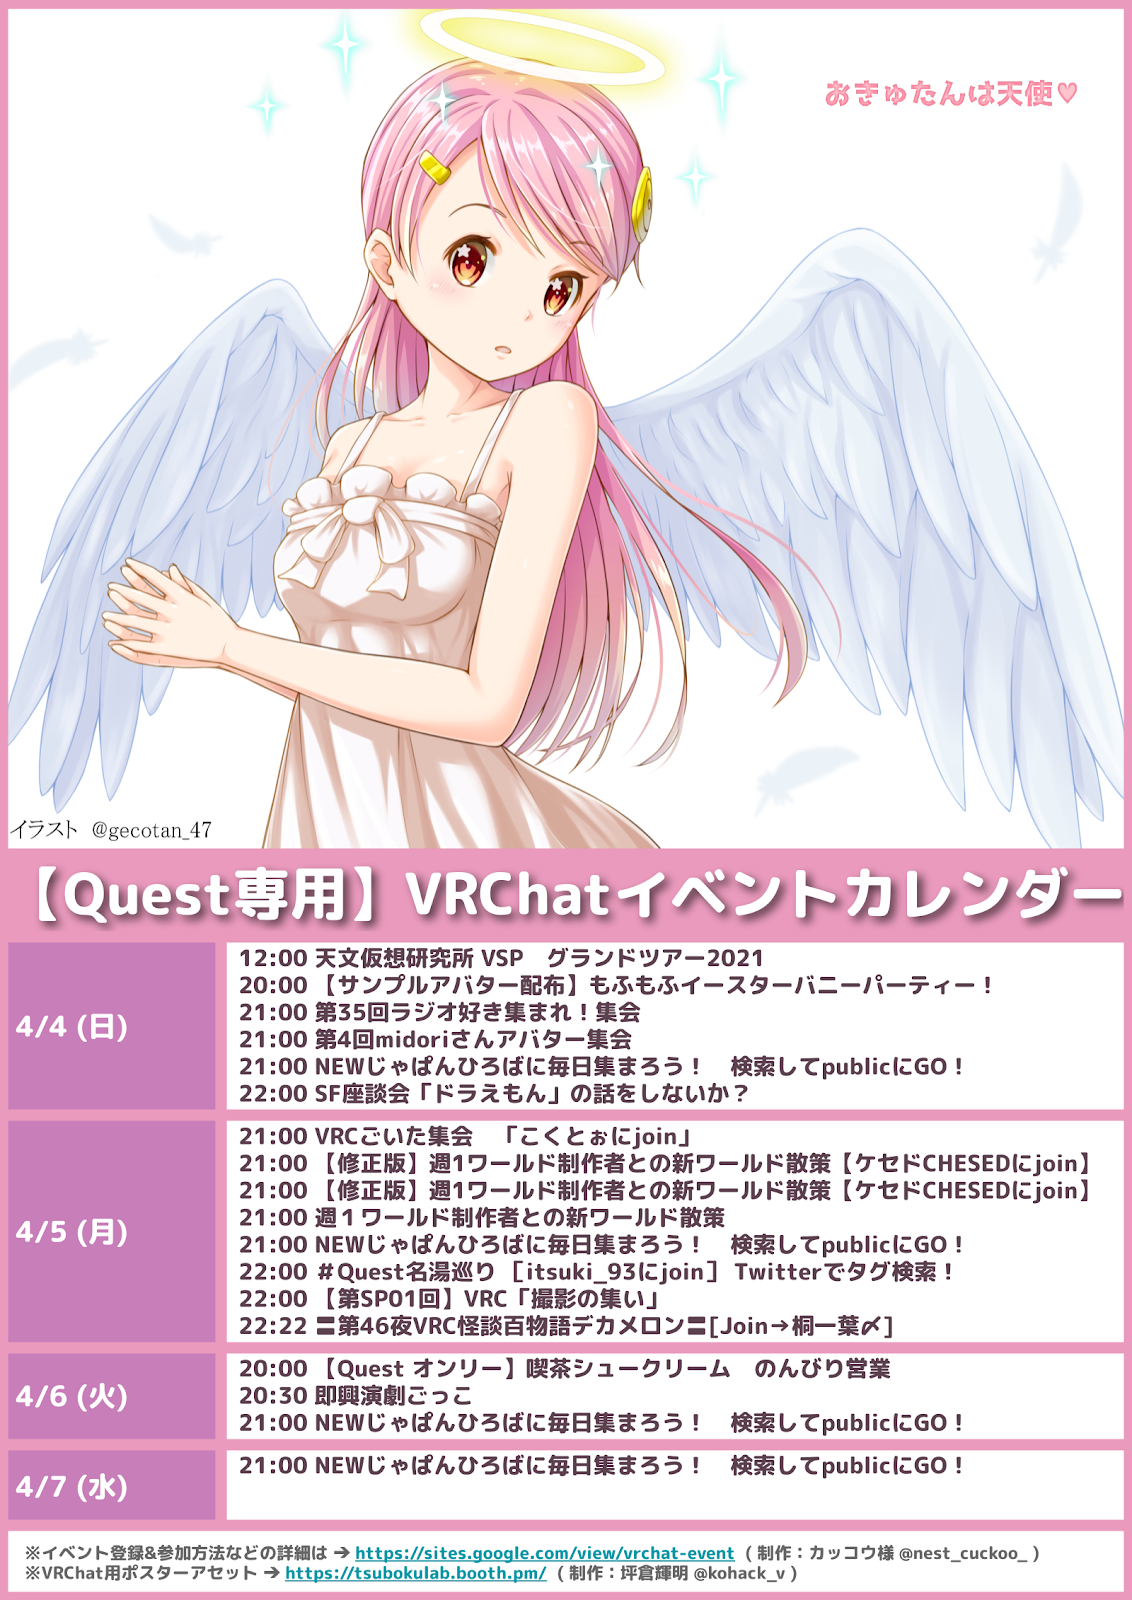 おきゅたんは天使♥
イラスト @gecotan_47
【Quest専用】VRChatイベントカレンダー
4/4 (日)
12:00 天文仮想研究所 VSP　グランドツアー2021
20:00 【サンプルアバター配布】もふもふイースターバニーパーティー！
21:00 第35回ラジオ好き集まれ！集会
21:00 第4回midoriさんアバター集会
21:00 NEWじゃぱんひろばに毎日集まろう！　検索してpublicにGO！
22:00 SF座談会「ドラえもん」の話をしないか？
4/5 (月)
21:00 VRCごいた集会　「こくとぉにjoin」
21:00 【修正版】週1ワールド制作者との新ワールド散策【ケセドCHESEDにjoin】
21:00 【修正版】週1ワールド制作者との新ワールド散策【ケセドCHESEDにjoin】
21:00 週１ワールド制作者との新ワールド散策
21:00 NEWじゃぱんひろばに毎日集まろう！　検索してpublicにGO！
22:00 ＃Quest名湯巡り ［itsuki_93にjoin］ Twitterでタグ検索！
22:00 【第SP01回】VRC「撮影の集い」
22:22 〓第46夜VRC怪談百物語デカメロン〓[Join→桐一葉〆]
4/6 (火)
20:00 【Quest オンリー】喫茶シュークリーム　のんびり営業
20:30 即興演劇ごっこ
21:00 NEWじゃぱんひろばに毎日集まろう！　検索してpublicにGO！
4/7 (水)
21:00 NEWじゃぱんひろばに毎日集まろう！　検索してpublicにGO！
※イベント登録&参加方法などの詳細は → https://sites.google.com/view/vrchat-event （制作：カッコウ様 @nest_cuckoo_ ）
※VRChat用ポスターアセット → https://tsubokulab.booth.pm/ （制作：坪倉輝明 @kohack_v ）